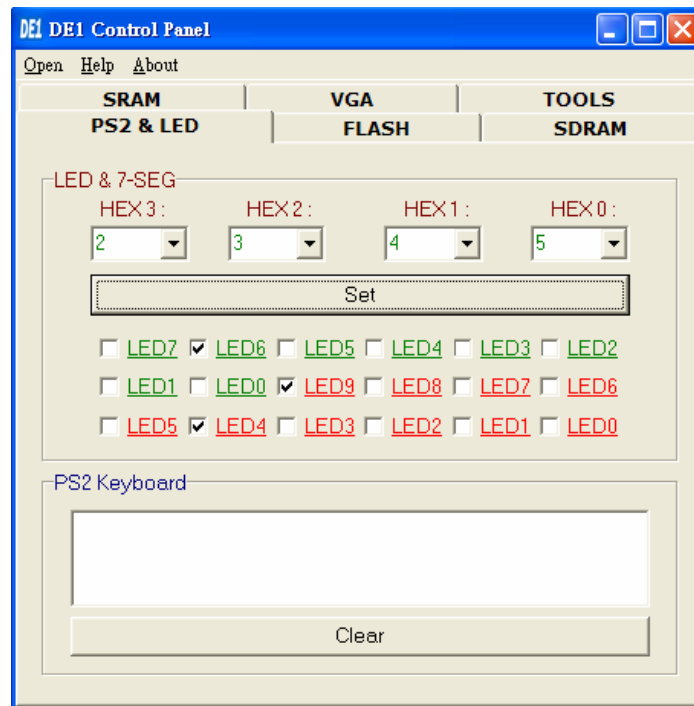 DE1 DE1 Control Panel
Open Help About
SRAM VGA TOOLS
PS2 & LED FLASH SDRAM
LED & 7-SEG
HEX 3 : HEX 2 : HEX 1 : HEX 0 :
2 3 4 5
Set
LED7 LED6 LED5 LED4 LED3 LED2
LED1 LED0 LED9 LED8 LED7 LED6
LED5 LED4 LED3 LED2 LED1 LED0
PS2 Keyboard
Clear